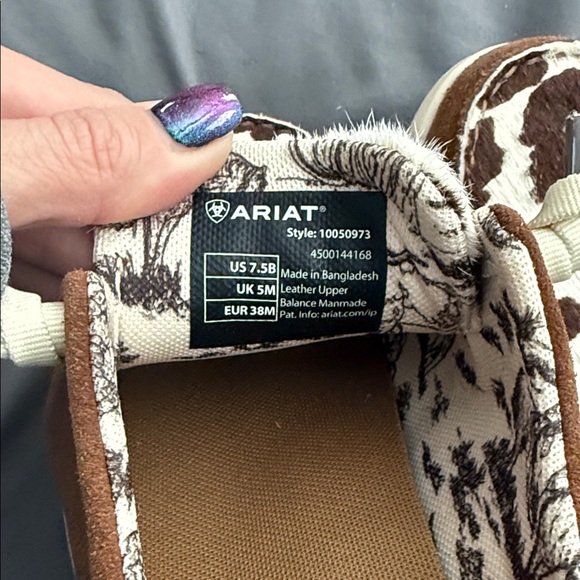 ARIAT®
Style: 10050973
4500144168
US 7.5B
UK 5M
EUR 38M
Made in Bangladesh
Leather Upper
Balance Manmade
Pat. Info: ariat.com/ip